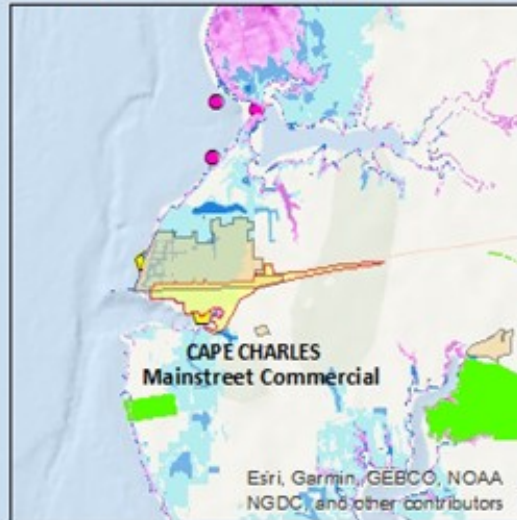 CAPE CHARLES
Mainstreet Commercial
Esri, Garmin, GEBCO, NOAA
NGDC, and other contributors